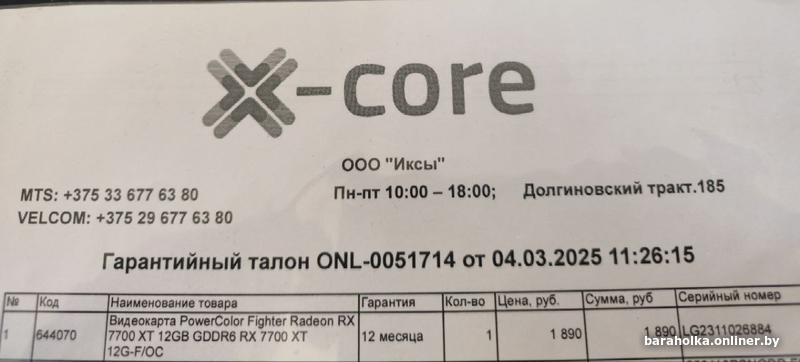 x-core
ООО "Иксы"
MTS: +375 33 677 63 80
Пн-пт 10:00 – 18:00; Долгиновский тракт.185
VELCOM: +375 29 677 63 80
Гарантийный талон ONL-0051714 от 04.03.2025 11:26:15
№ Код Наименование товара Гарантия Кол-во Цена, руб. Сумма, руб Серийный номер
1 644070 Видеокарта PowerColor Fighter Radeon RX 7700 XT 12GB GDDR6 RX 7700 XT 12G-F/OC 12 месяца 1 1 890 1 890 LG2311026884
baraholka.onliner.by